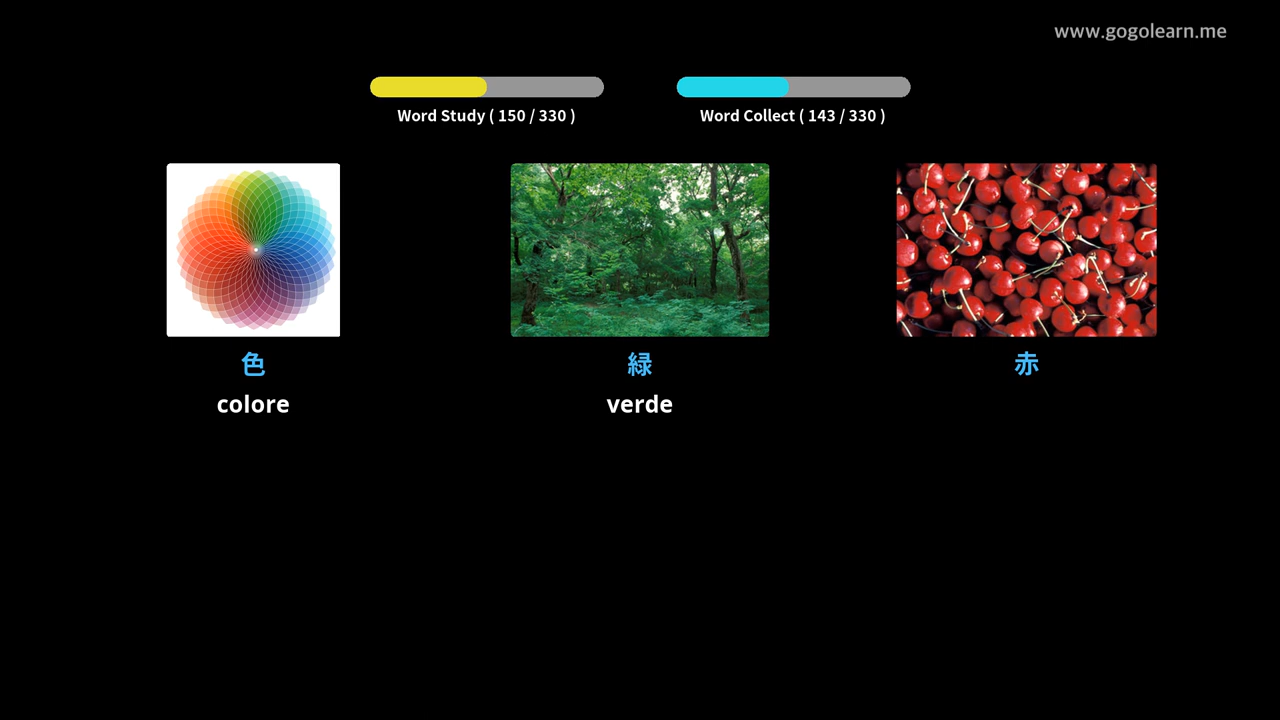 www.gogolearn.me
Word Study ( 150 / 330 )
Word Collect ( 143 / 330 )
色
緑
赤
colore
verde